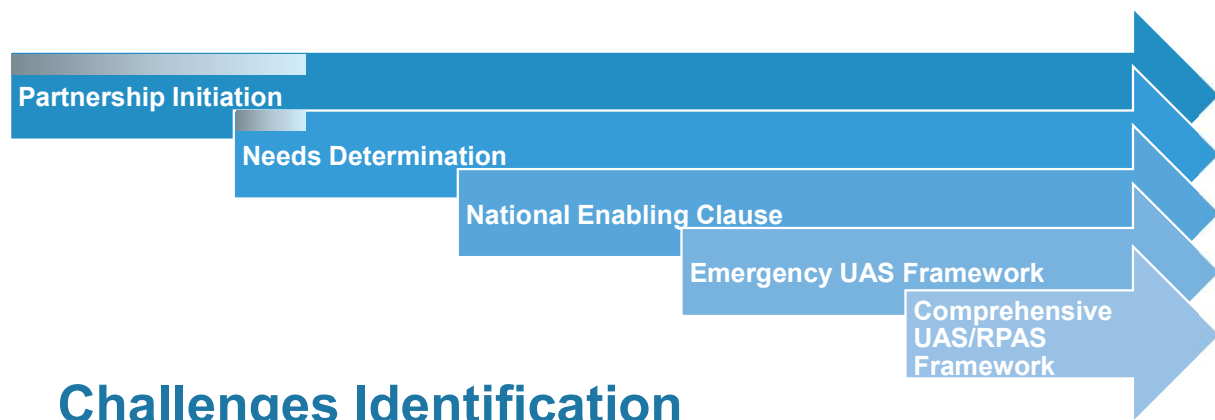 Partnership Initiation
Needs Determination
National Enabling Clause
Emergency UAS Framework
Comprehensive
UAS/RPAS
Framework
Challenges Identification